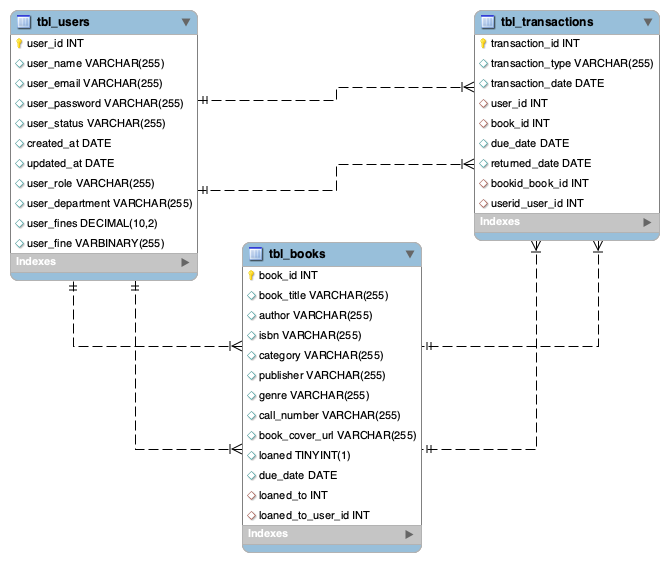 tbl_users
user_id INT
user_name VARCHAR(255)
user_email VARCHAR(255)
user_password VARCHAR(255)
user_status VARCHAR(255)
created_at DATE
updated_at DATE
user_role VARCHAR(255)
user_department VARCHAR(255)
user_fines DECIMAL(10,2)
user_fine VARBINARY(255)
Indexes
tbl_transactions
transaction_id INT
transaction_type VARCHAR(255)
transaction_date DATE
user_id INT
book_id INT
due_date DATE
returned_date DATE
bookid_book_id INT
userid_user_id INT
Indexes
tbl_books
book_id INT
book_title VARCHAR(255)
author VARCHAR(255)
isbn VARCHAR(255)
category VARCHAR(255)
publisher VARCHAR(255)
genre VARCHAR(255)
call_number VARCHAR(255)
book_cover_url VARCHAR(255)
loaned TINYINT(1)
due_date DATE
loaned_to INT
loaned_to_user_id INT
Indexes